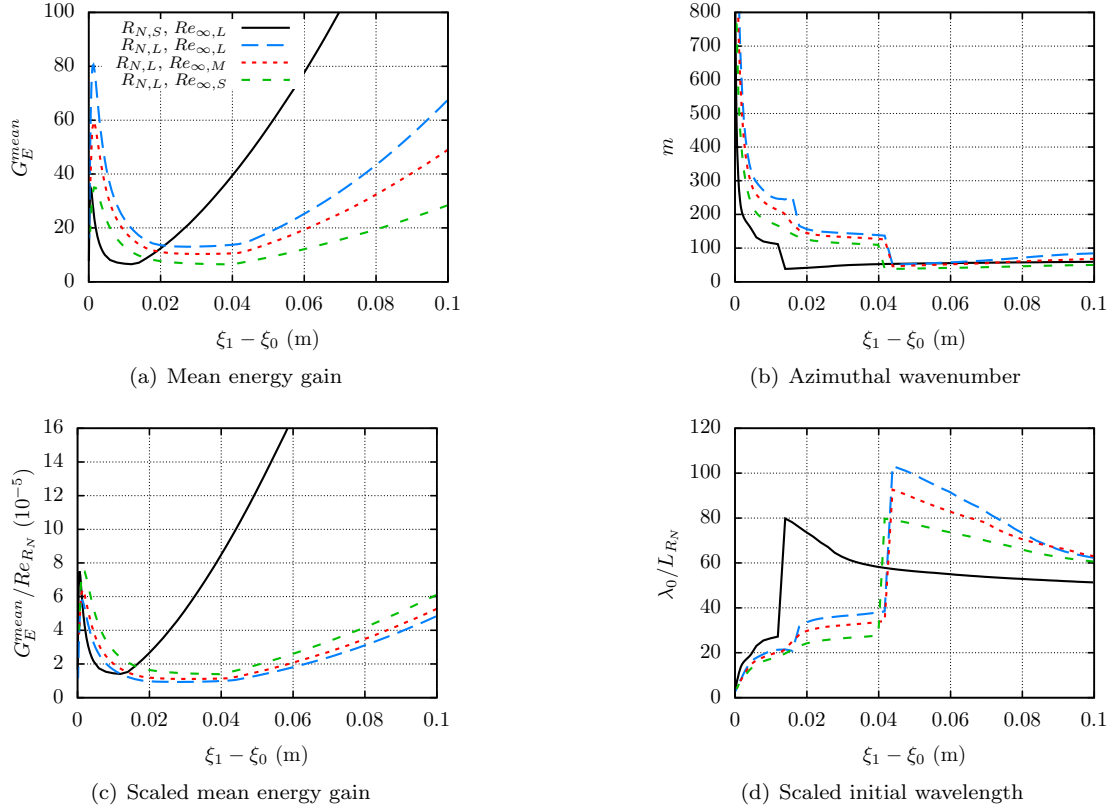 100
80
60
40
20
0
G_E^{mean}
R_{N,S}, Re_{∞,L}
R_{N,L}, Re_{∞,L}
R_{N,L}, Re_{∞,M}
R_{N,L}, Re_{∞,S}
0 0.02 0.04 0.06 0.08 0.1
ξ_1 − ξ_0 (m)
(a) Mean energy gain
800
700
600
500
400
300
200
100
0
m
0 0.02 0.04 0.06 0.08 0.1
ξ_1 − ξ_0 (m)
(b) Azimuthal wavenumber
16
14
12
10
8
6
4
2
0
G_E^{mean}/Re_{R_N} (10^{−5})
0 0.02 0.04 0.06 0.08 0.1
ξ_1 − ξ_0 (m)
(c) Scaled mean energy gain
120
100
80
60
40
20
0
λ_0/L_{R_N}
0 0.02 0.04 0.06 0.08 0.1
ξ_1 − ξ_0 (m)
(d) Scaled initial wavelength